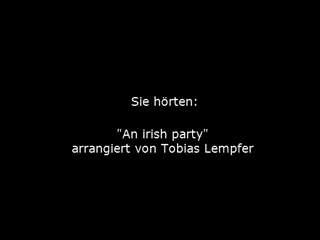 Sie hörten:
"An irish party"
arrangiert von Tobias Lempfer